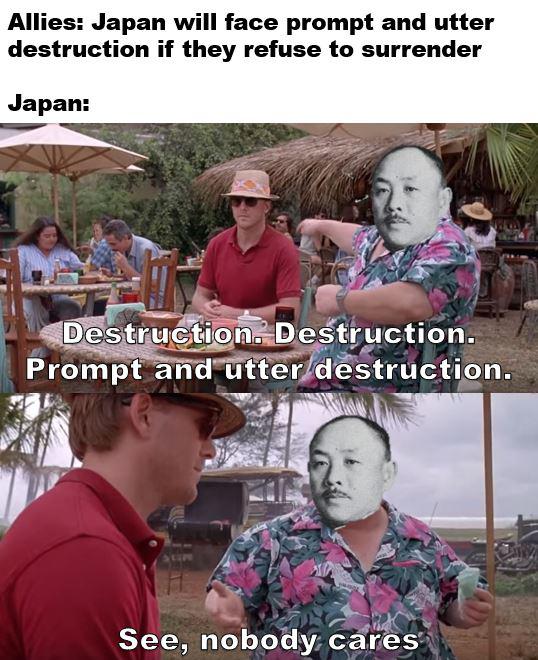 Allies: Japan will face prompt and utter
destruction if they refuse to surrender
Japan:
Destruction. Destruction.
Prompt and utter destruction.
See, nobody cares